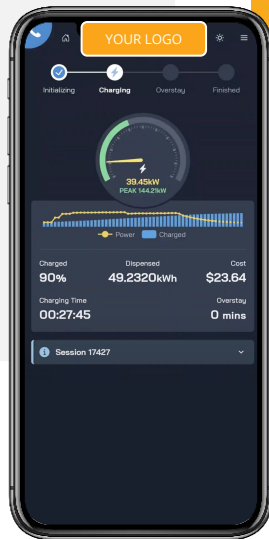 YOUR LOGO
Initializing Charging Overstay Finished
39.45kW
PEAK 144.21kW
Power Charged
Charged Dispensed Cost
90% 49.2320kWh $23.64
Charging Time Overstay
00:27:45 0 mins
Session 17427